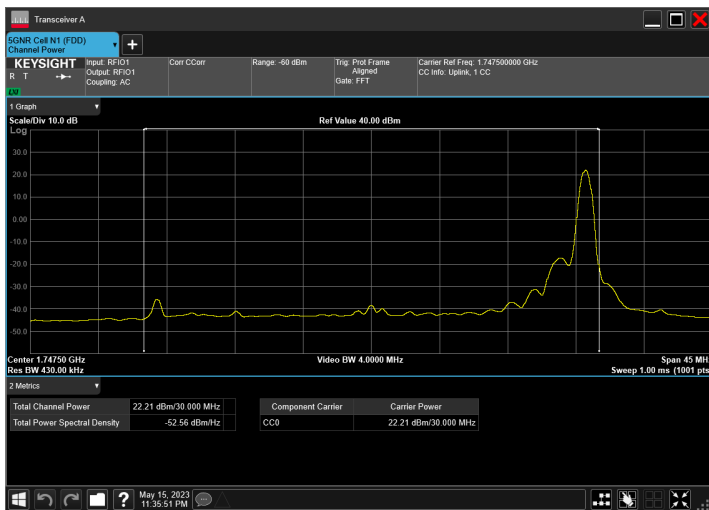 Transceiver A
5GNR Cell N1 (FDD)
Channel Power
KEYSIGHT
R T
LXI
Input: RFIO1
Output: RFIO1
Coupling: AC
Corr CCorr
Range: -60 dBm
Trig: Prot Frame
Aligned
Gate: FFT
Carrier Ref Freq: 1.747500000 GHz
CC Info: Uplink, 1 CC
1 Graph
Scale/Div 10.0 dB
Ref Value 40.00 dBm
Log
30.0
20.0
10.0
0.00
-10.0
-20.0
-30.0
-40.0
-50.0
Center 1.74750 GHz
Video BW 4.0000 MHz
Span 45 MH
Res BW 430.00 kHz
Sweep 1.00 ms (1001 pts
2 Metrics
Total Channel Power 22.21 dBm/30.000 MHz
Total Power Spectral Density -52.56 dBm/Hz
Component Carrier Carrier Power
CC0 22.21 dBm/30.000 MHz
?
May 15, 2023
11:35:51 PM